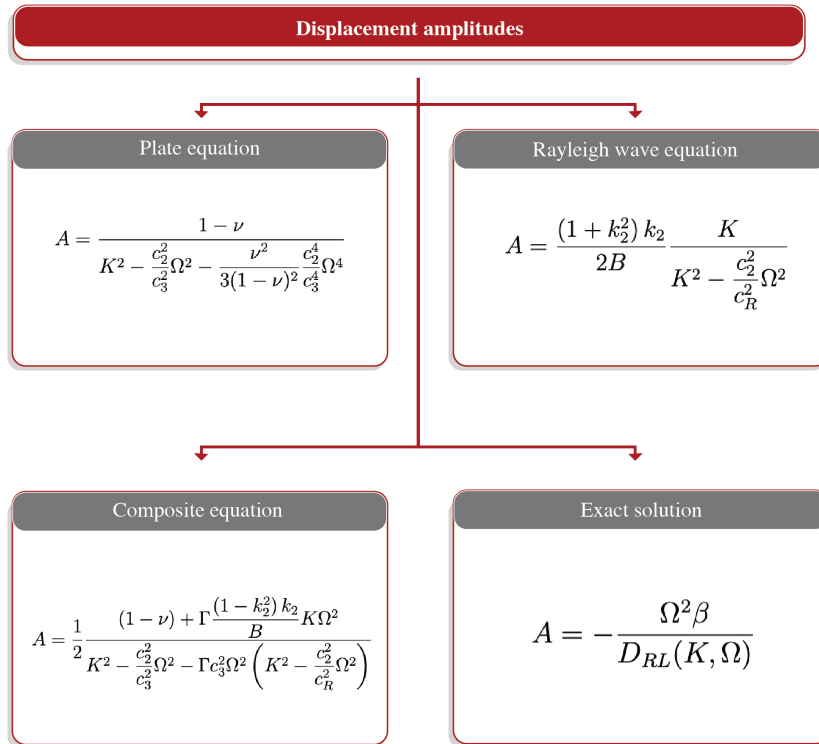 Displacement amplitudes
Plate equation
A = \frac{1 - \nu}{K^2 - \frac{c_2^2}{c_3^2}\Omega^2 - \frac{\nu^2}{3(1 - \nu)^2}\frac{c_2^4}{c_3^4}\Omega^4}
Rayleigh wave equation
A = \frac{(1 + k_2^2) k_2}{2B} \frac{K}{K^2 - \frac{c_2^2}{c_R^2}\Omega^2}
Composite equation
A = \frac{1}{2} \frac{(1 - \nu) + \Gamma \frac{(1 - k_2^2) k_2}{B} K\Omega^2}{K^2 - \frac{c_2^2}{c_3^2}\Omega^2 - \Gamma c_3^2 \Omega^2 \left( K^2 - \frac{c_2^2}{c_R^2}\Omega^2 \right)}
Exact solution
A = -\frac{\Omega^2 \beta}{D_{RL}(K, \Omega)}